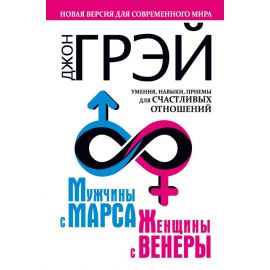 НОВАЯ ВЕРСИЯ ДЛЯ СОВРЕМЕННОГО МИРА
ДЖОН
ГРЭЙ
УМЕНИЯ, НАВЫКИ, ПРИЕМЫ
ДЛЯ СЧАСТЛИВЫХ
ОТНОШЕНИЙ
МУЖЧИНЫ
С МАРСА
ЖЕНЩИНЫ
С ВЕНЕРЫ